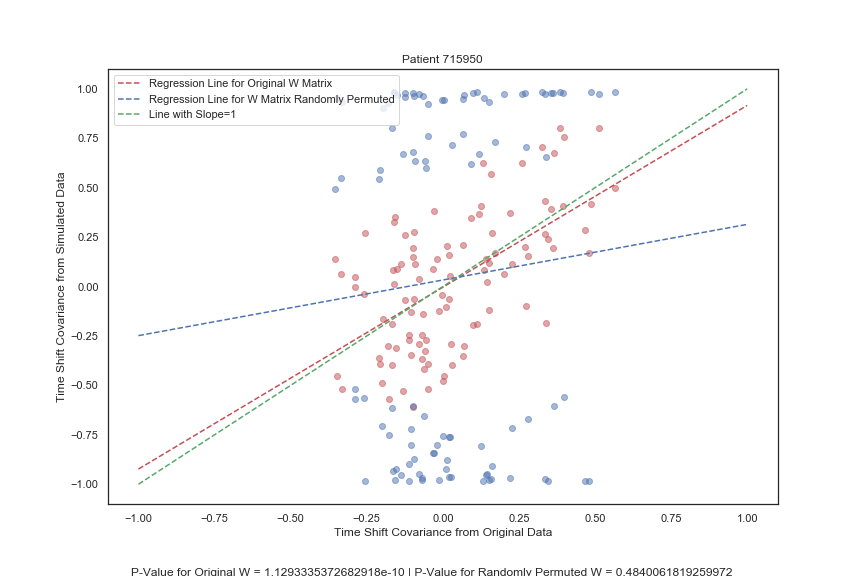 Patient 715950
Regression Line for Original W Matrix
Regression Line for W Matrix Randomly Permuted
Line with Slope=1
1.00
0.75
0.50
0.25
0.00
−0.25
−0.50
−0.75
−1.00
Time Shift Covariance from Simulated Data
−1.00 −0.75 −0.50 −0.25 0.00 0.25 0.50 0.75 1.00
Time Shift Covariance from Original Data
P-Value for Original W = 1.1293335372682918e-10 | P-Value for Randomly Permuted W = 0.4840061819259972